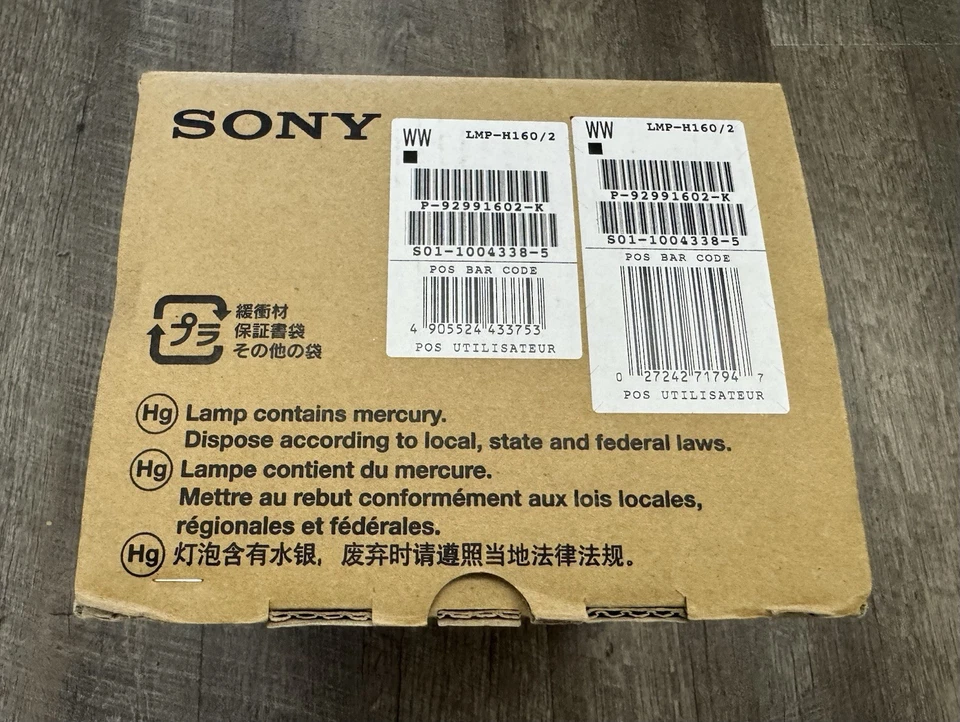 SONY
WW LMP-H160/2
P-92991602-K
S01-1004338-5
POS BAR CODE
4 905524 433753
POS UTILISATEUR
WW LMP-H160/2
P-92991602-K
S01-1004338-5
POS BAR CODE
0 27242 71794 7
POS UTILISATEUR
プラ
緩衝材
保証書袋
その他の袋
Hg Lamp contains mercury.
Dispose according to local, state and federal laws.
Hg Lampe contient du mercure.
Mettre au rebut conformément aux lois locales,
régionales et fédérales.
Hg 灯泡含有水银，废弃时请遵照当地法律法规。